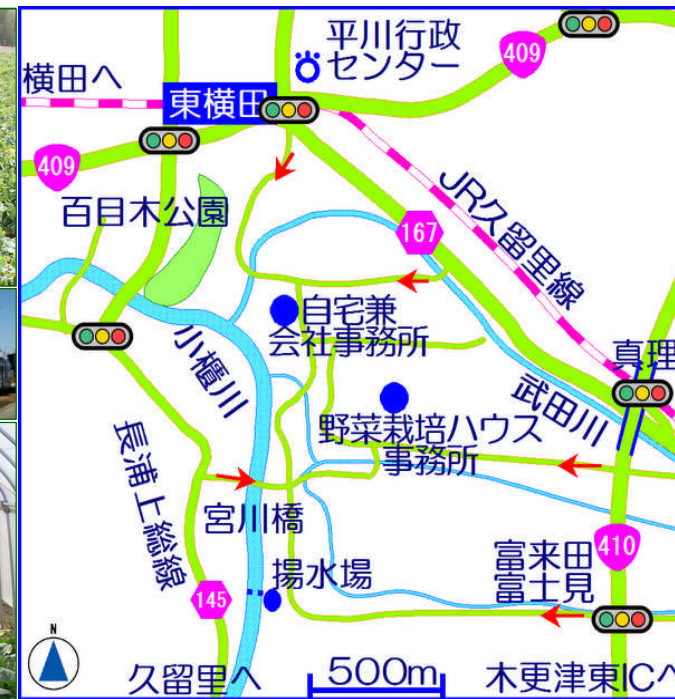 平川行政
センター
409
横田へ
東横田
409
百目木公園
167
JR久留里線
自宅兼
会社事務所
小櫃川
真理
武田川
野菜栽培ハウス
事務所
長浦上総線
宮川橋
富来田
富士見
410
揚水場
145
N
久留里へ
500m
木更津東ICへ